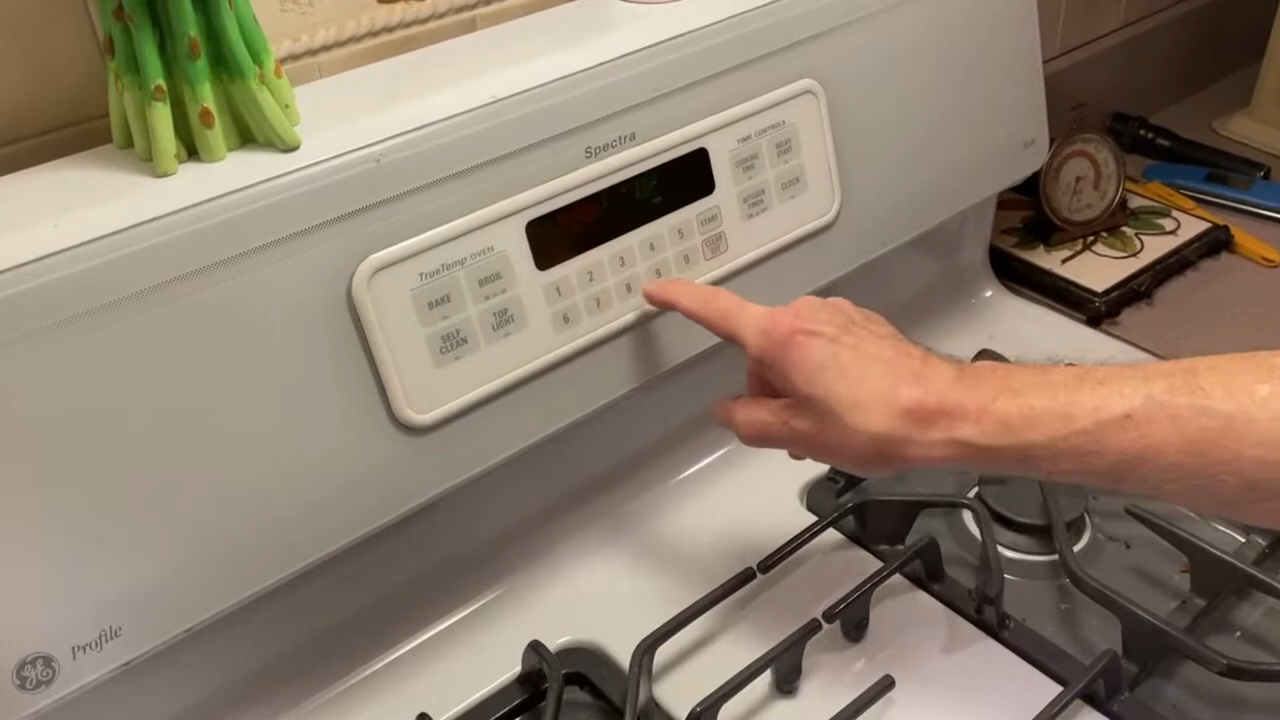 Spectra
TIME CONTROLS
COOKING TIME
DELAY START
KITCHEN TIMER
CLOCK
TrueTemp OVEN
BAKE
BROIL
SELF CLEAN
TOP LIGHT
1 2 3 4 5
6 7 8 9 0
START
CLEAR OFF
GE Profile